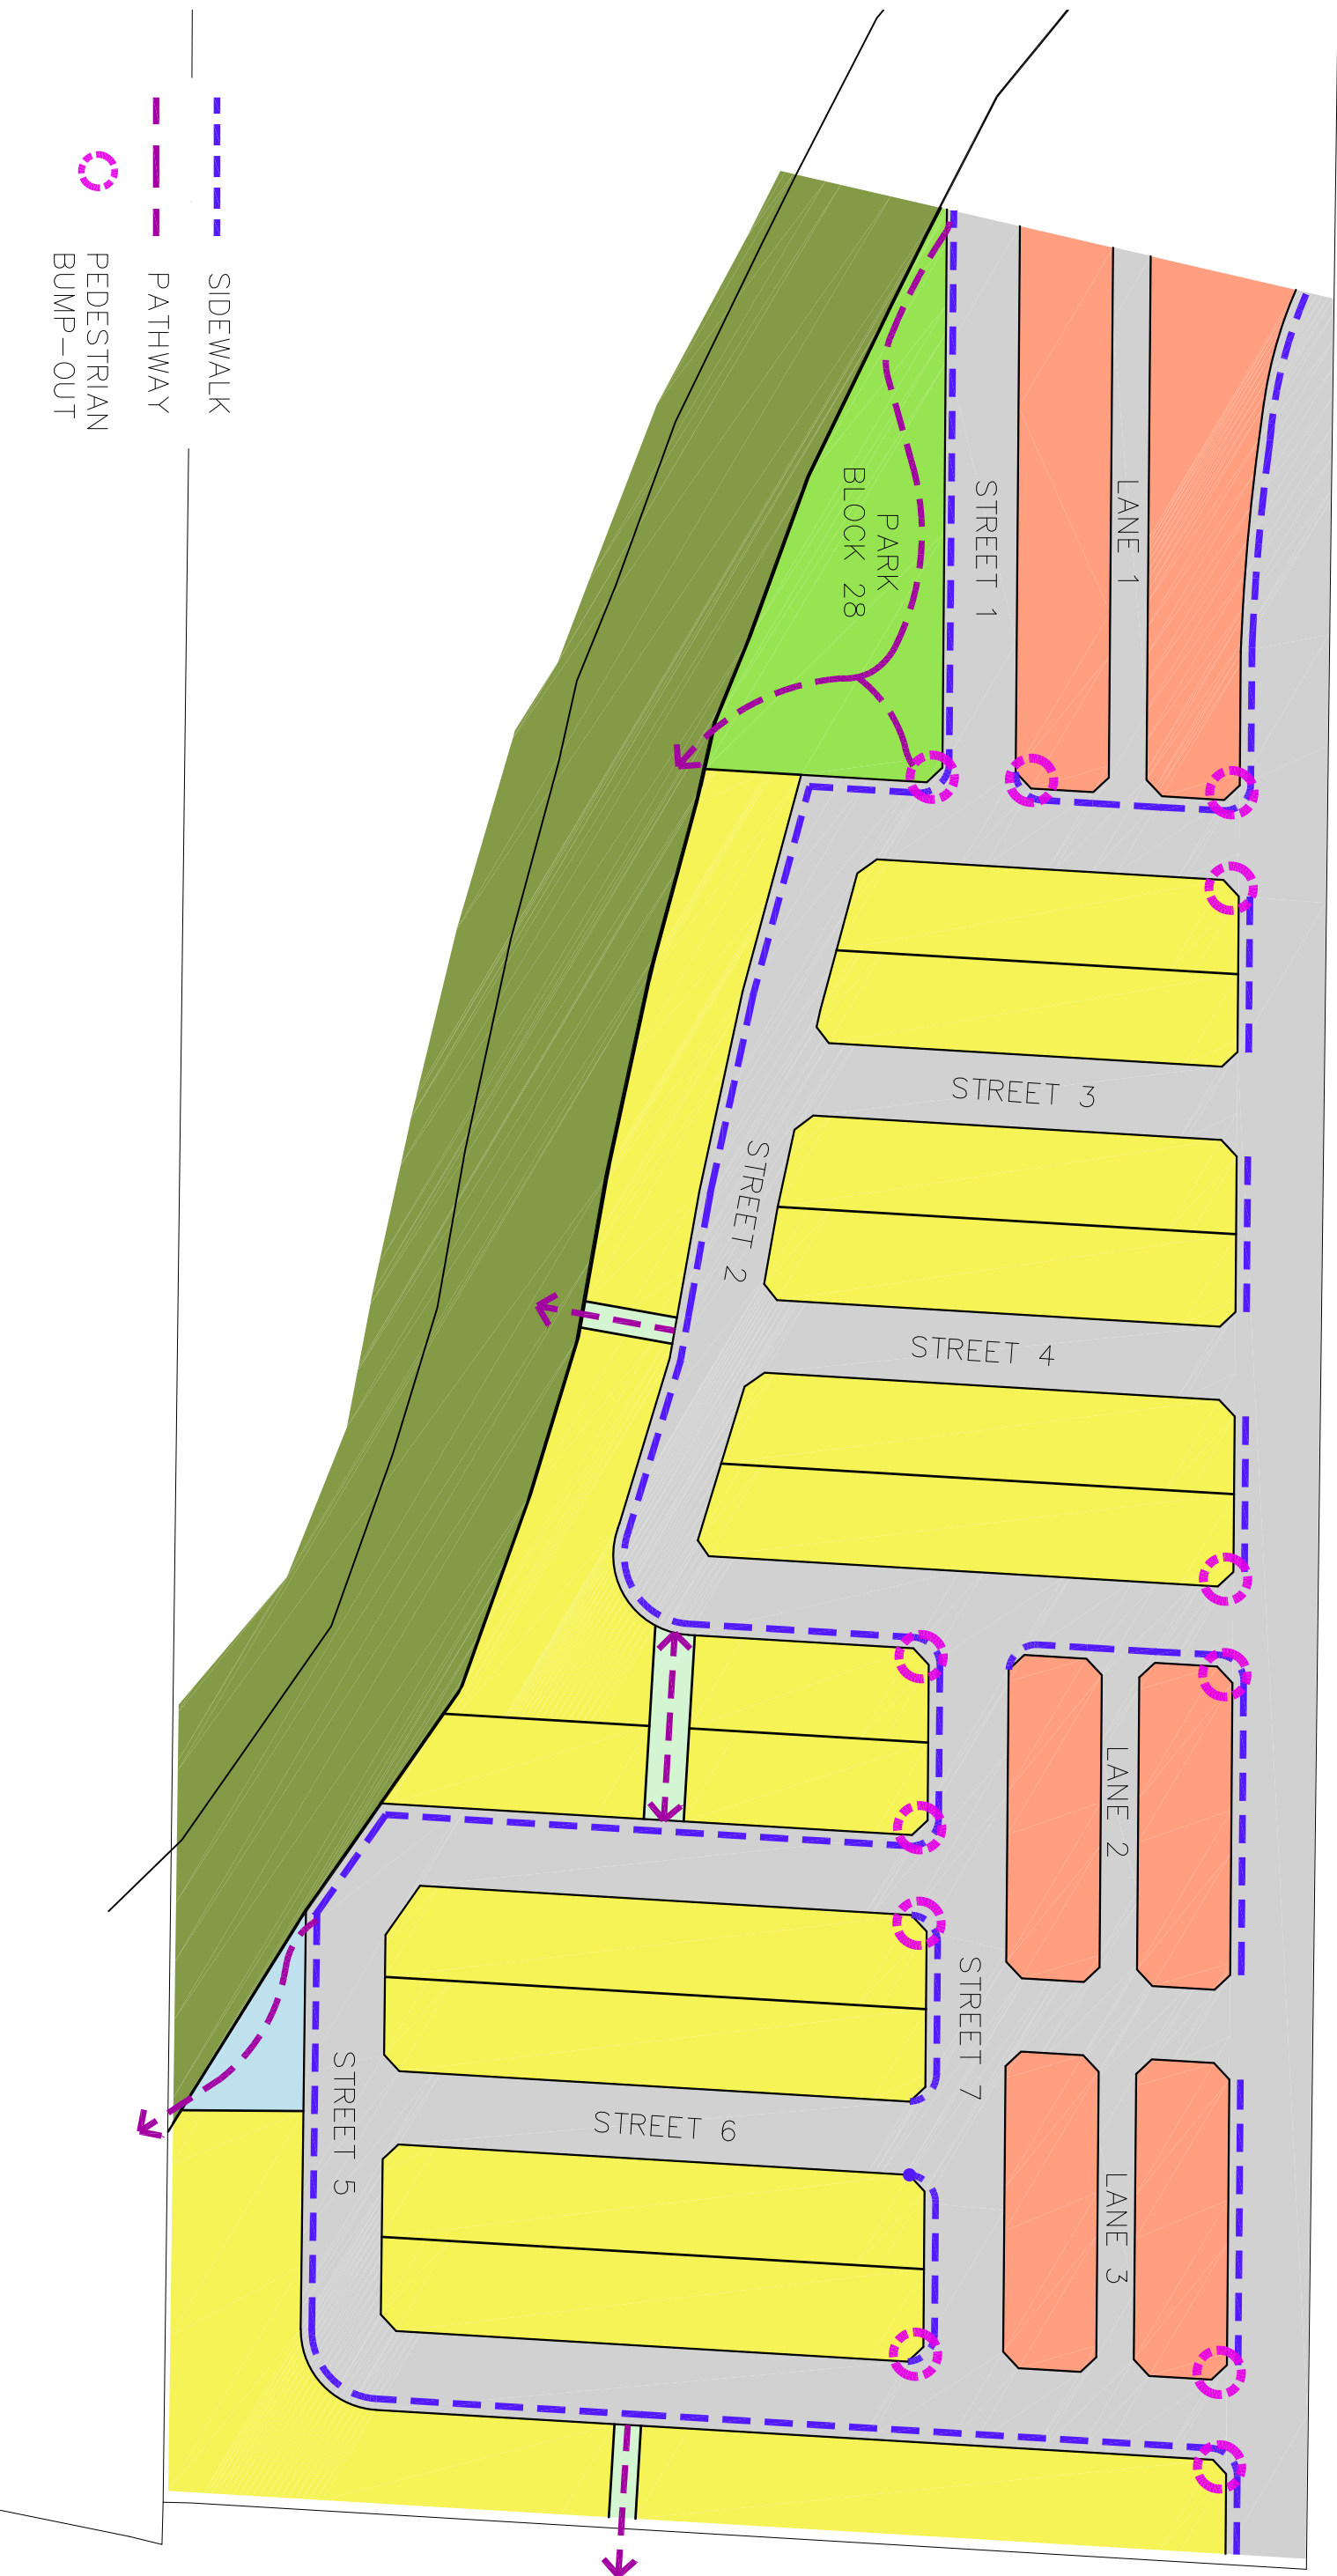 SIDEWALK
PATHWAY
PEDESTRIAN
BUMP-OUT
PARK
BLOCK 28
STREET 1
LANE 1
STREET 3
STREET 2
STREET 4
LANE 2
STREET 7
STREET 5
STREET 6
LANE 3